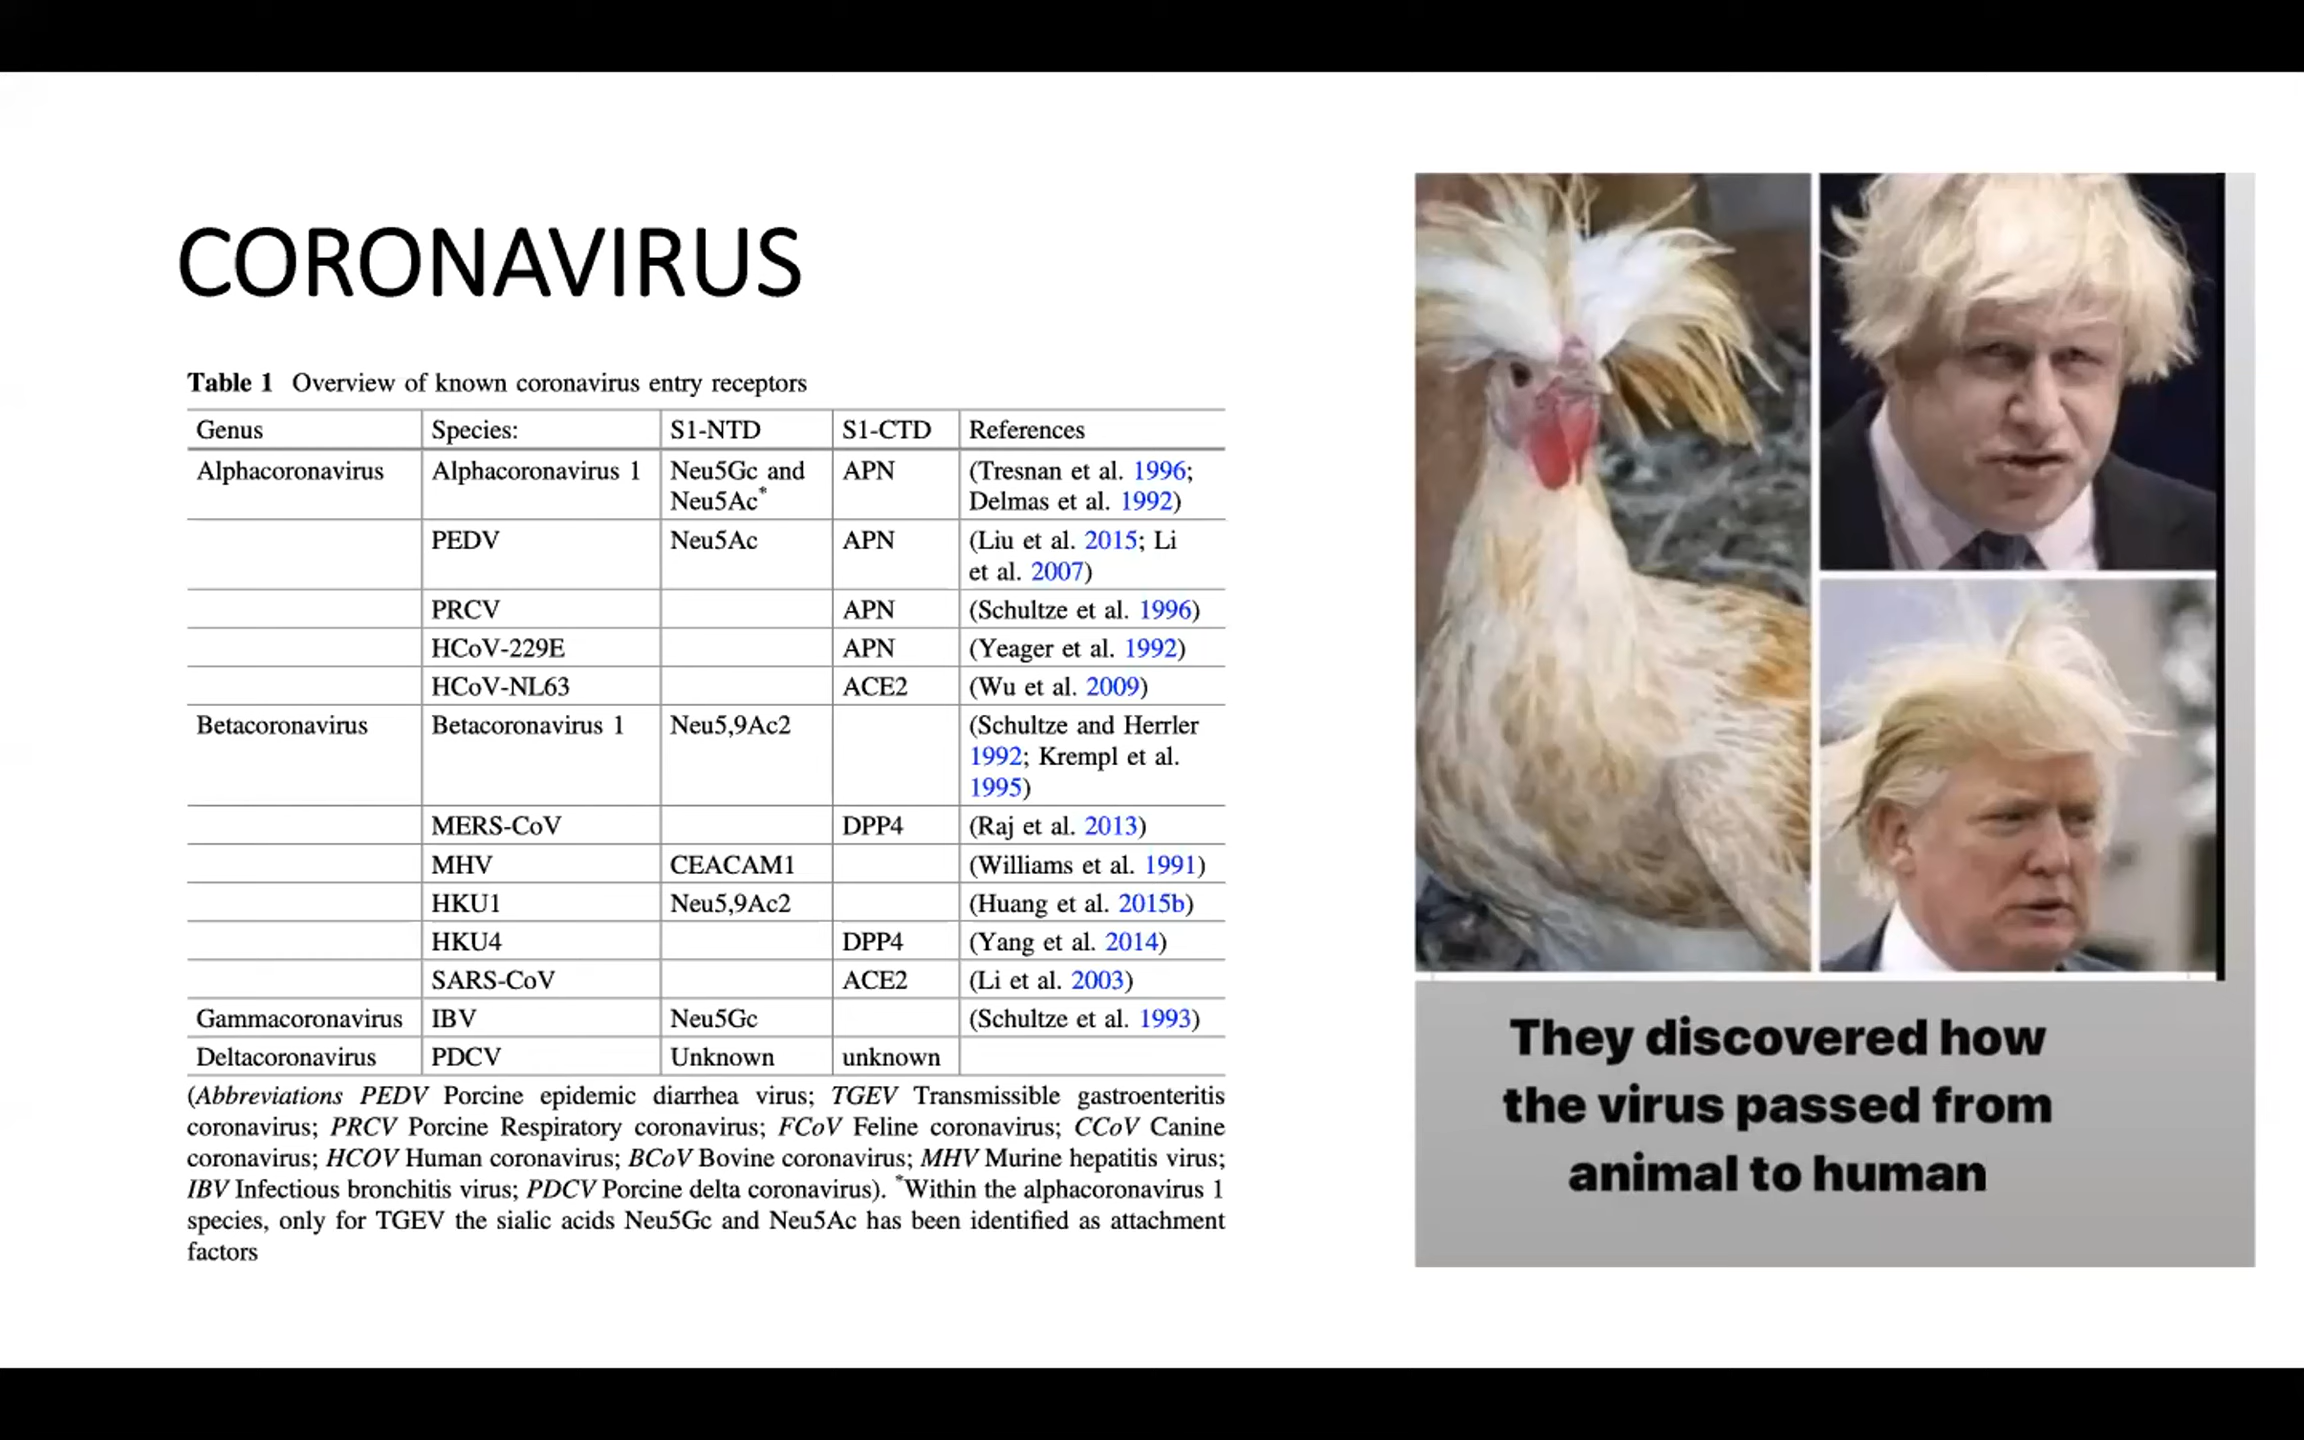 CORONAVIRUS
Table 1 Overview of known coronavirus entry receptors
Genus Species: S1-NTD S1-CTD References
Alphacoronavirus Alphacoronavirus 1 Neu5Gc and Neu5Ac* APN (Tresnan et al. 1996; Delmas et al. 1992)
PEDV Neu5Ac APN (Liu et al. 2015; Li et al. 2007)
PRCV APN (Schultze et al. 1996)
HCoV-229E APN (Yeager et al. 1992)
HCoV-NL63 ACE2 (Wu et al. 2009)
Betacoronavirus Betacoronavirus 1 Neu5,9Ac2 (Schultze and Herrler 1992; Krempl et al. 1995)
MERS-CoV DPP4 (Raj et al. 2013)
MHV CEACAM1 (Williams et al. 1991)
HKU1 Neu5,9Ac2 (Huang et al. 2015b)
HKU4 DPP4 (Yang et al. 2014)
SARS-CoV ACE2 (Li et al. 2003)
Gammacoronavirus IBV Neu5Gc (Schultze et al. 1993)
Deltacoronavirus PDCV Unknown unknown
(Abbreviations PEDV Porcine epidemic diarrhea virus; TGEV Transmissible gastroenteritis
coronavirus; PRCV Porcine Respiratory coronavirus; FCoV Feline coronavirus; CCoV Canine
coronavirus; HCOV Human coronavirus; BCoV Bovine coronavirus; MHV Murine hepatitis virus;
IBV Infectious bronchitis virus; PDCV Porcine delta coronavirus). *Within the alphacoronavirus 1
species, only for TGEV the sialic acids Neu5Gc and Neu5Ac has been identified as attachment
factors
They discovered how
the virus passed from
animal to human